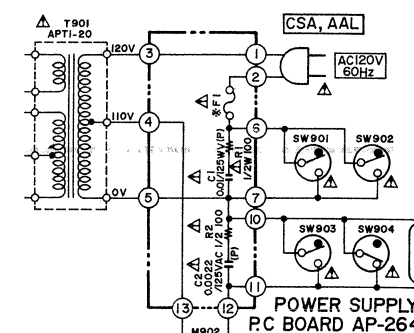 T901
APT1-20
CSA, AAL
120V
3
1
2
AC120V
60Hz
※F1
110V
4
6
SW901
SW902
R1
1/2W 100
C1
0.01/125WV(P)
0V
5
7
10
R2
1/2 100
SW903
SW904
C2
0.0022
/125VAC
(P)
11
13
12
POWER SUPPLY
P.C BOARD AP-264
M902